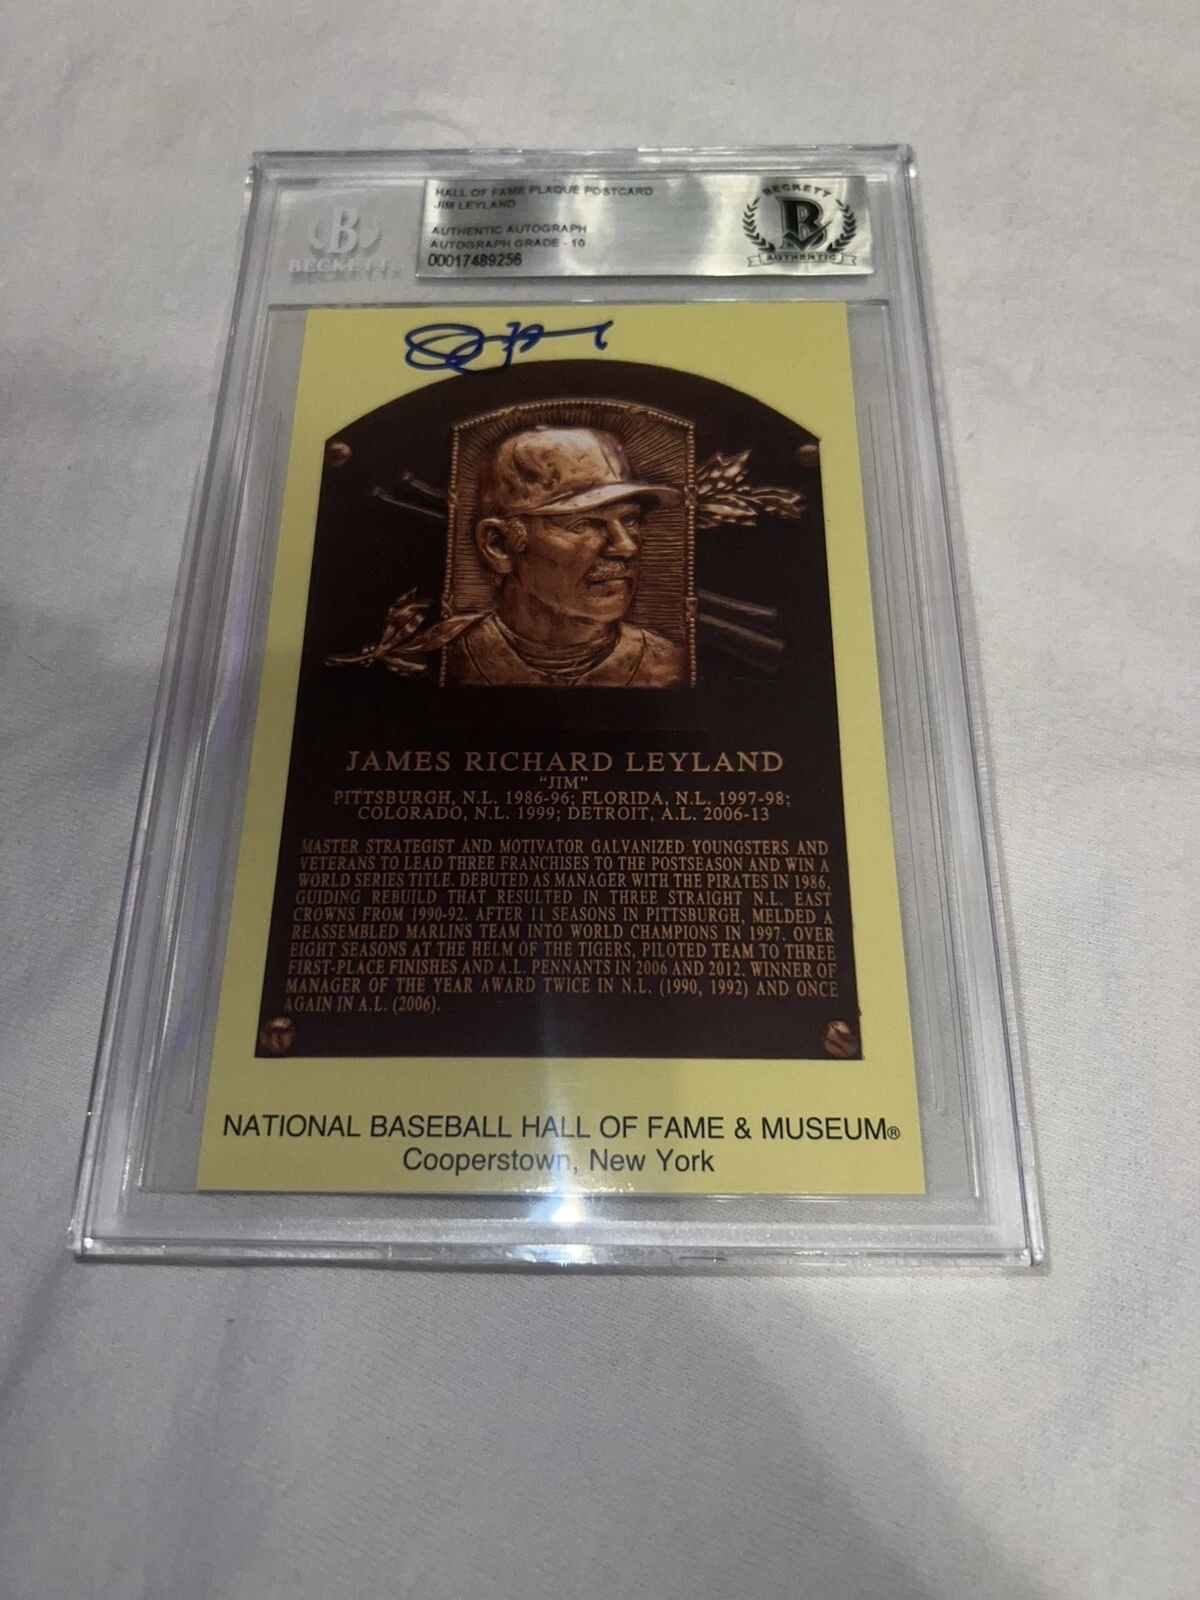 HALL OF FAME PLAQUE POSTCARD
JIM LEYLAND
AUTHENTIC AUTOGRAPH
AUTOGRAPH GRADE - 10
00017489256
B
BECKETT
BECKETT
B
AUTHENTIC
JAMES RICHARD LEYLAND
"JIM"
PITTSBURGH, N.L. 1986-96; FLORIDA, N.L. 1997-98;
COLORADO, N.L. 1999; DETROIT, A.L. 2006-13
MASTER STRATEGIST AND MOTIVATOR GALVANIZED YOUNGSTERS AND
VETERANS TO LEAD THREE FRANCHISES TO THE POSTSEASON AND WIN A
WORLD SERIES TITLE. DEBUTED AS MANAGER WITH THE PIRATES IN 1986,
GUIDING REBUILD THAT RESULTED IN THREE STRAIGHT N.L. EAST
CROWNS FROM 1990-92. AFTER 11 SEASONS IN PITTSBURGH, MELDED A
REASSEMBLED MARLINS TEAM INTO WORLD CHAMPIONS IN 1997. OVER
EIGHT SEASONS AT THE HELM OF THE TIGERS, PILOTED TEAM TO THREE
FIRST-PLACE FINISHES AND A.L. PENNANTS IN 2006 AND 2012. WINNER OF
MANAGER OF THE YEAR AWARD TWICE IN N.L. (1990, 1992) AND ONCE
AGAIN IN A.L. (2006).
NATIONAL BASEBALL HALL OF FAME & MUSEUM®
Cooperstown, New York